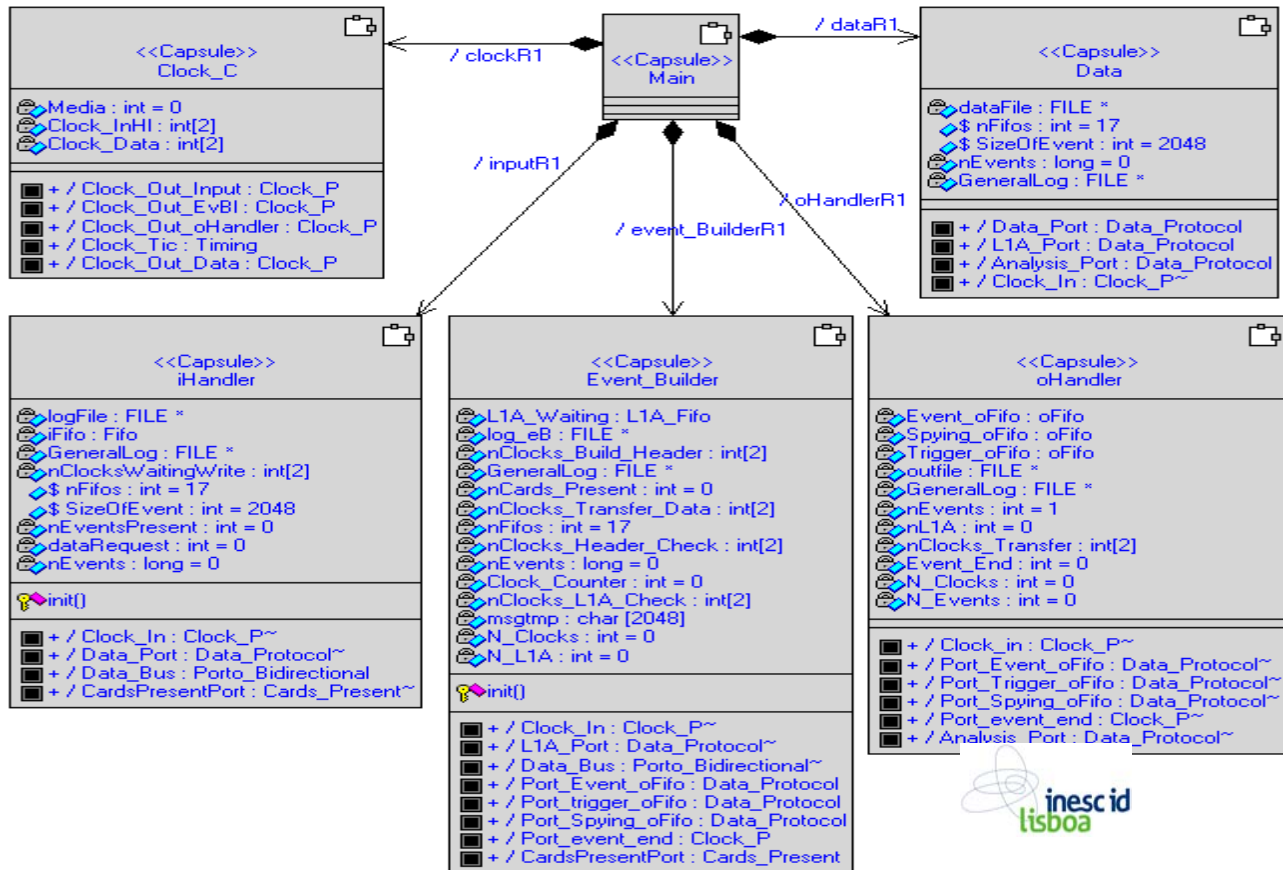 <<Capsule>>
Clock_C
Media : int = 0
Clock_InHI : int[2]
Clock_Data : int[2]
+ / Clock_Out_Input : Clock_P
+ / Clock_Out_EvBI : Clock_P
+ / Clock_Out_oHandler : Clock_P
+ / Clock_Tic : Timing
+ / Clock_Out_Data : Clock_P
/ clockR1
<<Capsule>>
Main
/ dataR1
<<Capsule>>
Data
dataFile : FILE *
$ nFifos : int = 17
$ SizeOfEvent : int = 2048
nEvents : long = 0
GeneralLog : FILE *
+ / Data_Port : Data_Protocol
+ / L1A_Port : Data_Protocol
+ / Analysis_Port : Data_Protocol
+ / Clock_In : Clock_P~
/ inputR1
/ event_BuilderR1
/ oHandlerR1
<<Capsule>>
iHandler
logFile : FILE *
iFifo : Fifo
GeneralLog : FILE *
nClocksWaitingWrite : int[2]
$ nFifos : int = 17
$ SizeOfEvent : int = 2048
nEventsPresent : int = 0
dataRequest : int = 0
nEvents : long = 0
init()
+ / Clock_In : Clock_P~
+ / Data_Port : Data_Protocol~
+ / Data_Bus : Porto_Bidirectional
+ / CardsPresentPort : Cards_Present~
<<Capsule>>
Event_Builder
L1A_Waiting : L1A_Fifo
log_eB : FILE *
nClocks_Build_Header : int[2]
GeneralLog : FILE *
nCards_Present : int = 0
nClocks_Transfer_Data : int[2]
nFifos : int = 17
nClocks_Header_Check : int[2]
nEvents : long = 0
Clock_Counter : int = 0
nClocks_L1A_Check : int[2]
msgtmp : char [2048]
N_Clocks : int = 0
N_L1A : int = 0
init()
+ / Clock_In : Clock_P~
+ / L1A_Port : Data_Protocol~
+ / Data_Bus : Porto_Bidirectional~
+ / Port_Event_oFifo : Data_Protocol
+ / Port_trigger_oFifo : Data_Protocol
+ / Port_Spying_oFifo : Data_Protocol
+ / Port_event_end : Clock_P
+ / CardsPresentPort : Cards_Present
<<Capsule>>
oHandler
Event_oFifo : oFifo
Spying_oFifo : oFifo
Trigger_oFifo : oFifo
outfile : FILE *
GeneralLog : FILE *
nEvents : int = 1
nL1A : int = 0
nClocks_Transfer : int[2]
Event_End : int = 0
N_Clocks : int = 0
N_Events : int = 0
+ / Clock_in : Clock_P~
+ / Port_Event_oFifo : Data_Protocol~
+ / Port_Trigger_oFifo : Data_Protocol~
+ / Port_Spying_oFifo : Data_Protocol~
+ / Port_event_end : Clock_P~
+ / Analysis_Port : Data_Protocol~
inesc id
lisboa